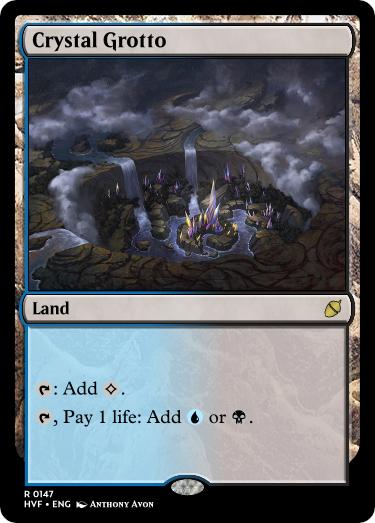 Crystal Grotto
Land
: Add .
, Pay 1 life: Add or .
R 0147
HVF • ENG Anthony Avon